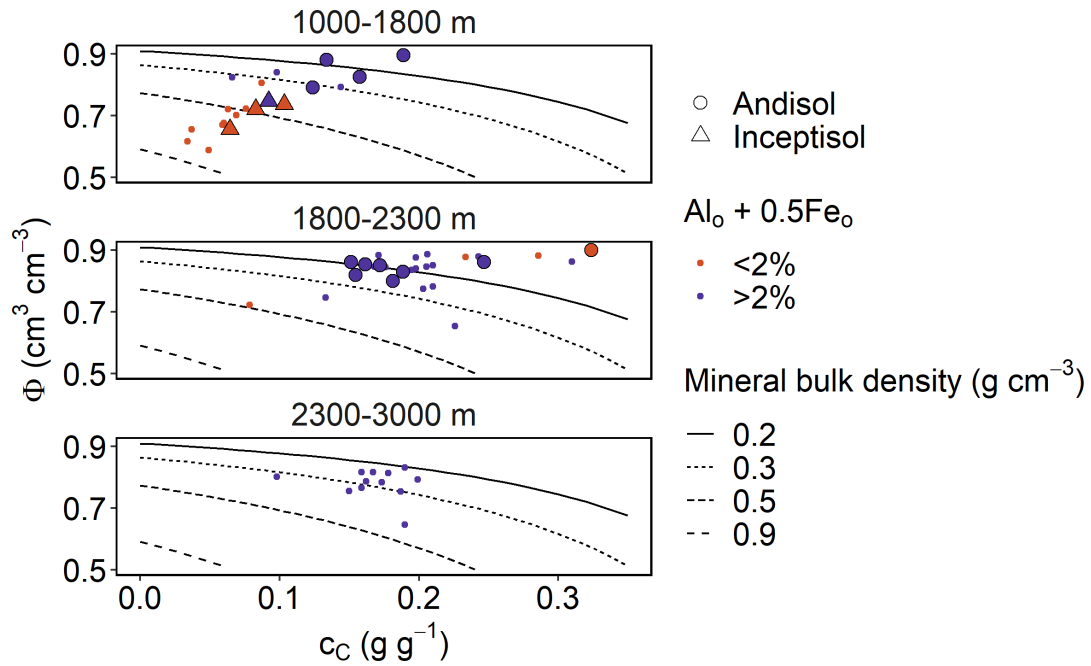 1000-1800 m
0.9
0.7
0.5
1800-2300 m
0.9
0.7
0.5
2300-3000 m
0.9
0.7
0.5
0.0 0.1 0.2 0.3
c_C (g g⁻¹)
Φ (cm³ cm⁻³)
Andisol
Inceptisol
Alₒ + 0.5Feₒ
<2%
>2%
Mineral bulk density (g cm⁻³)
0.2
0.3
0.5
0.9